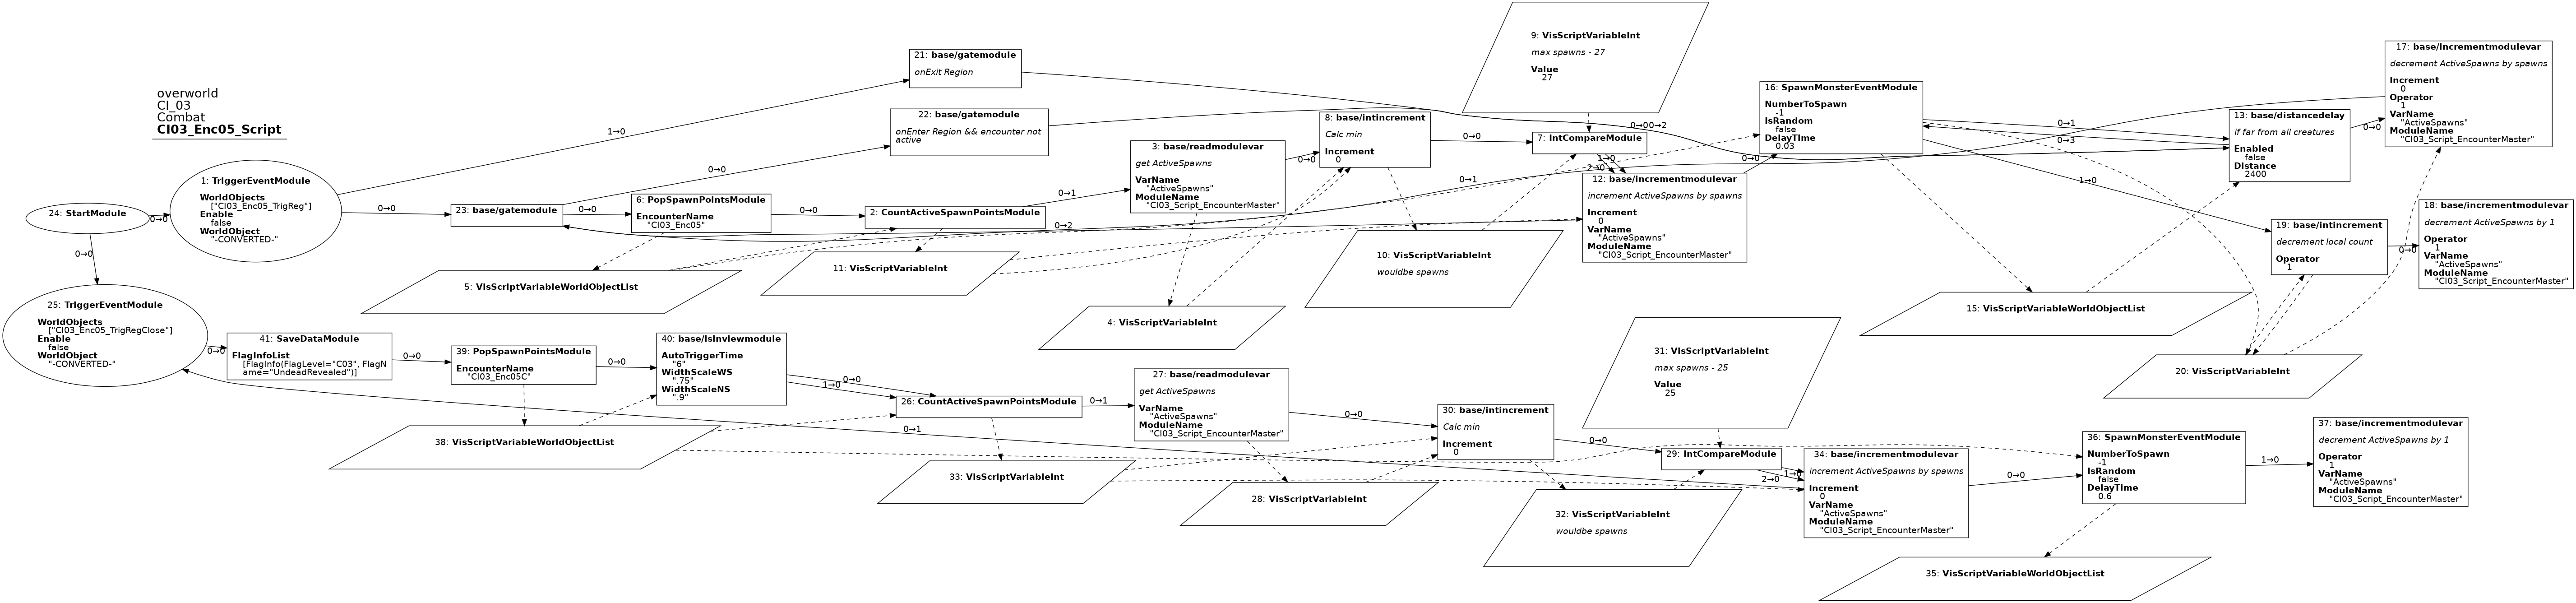 overworld
CI_03
Combat
CI03_Enc05_Script
24: StartModule
1: TriggerEventModule
WorldObjects
["CI03_Enc05_TrigReg"]
Enable
false
WorldObject
"-CONVERTED-"
25: TriggerEventModule
WorldObjects
["CI03_Enc05_TrigRegClose"]
Enable
false
WorldObject
"-CONVERTED-"
0→0
0→0
0→0
1→0
0→0
21: base/gatemodule
onExit Region
22: base/gatemodule
onEnter Region && encounter not
active
23: base/gatemodule
0→0
0→0
6: PopSpawnPointsModule
EncounterName
"CI03_Enc05"
0→0
2: CountActiveSpawnPointsModule
0→1
3: base/readmodulevar
get ActiveSpawns
VarName
"ActiveSpawns"
ModuleName
"CI03_Script_EncounterMaster"
0→0
8: base/intincrement
Calc min
Increment
0
0→0
9: VisScriptVariableInt
max spawns - 27
Value
27
7: IntCompareModule
1→0
2→0
0→0
0→2
0→1
0→2
12: base/incrementmodulevar
increment ActiveSpawns by spawns
Increment
0
VarName
"ActiveSpawns"
ModuleName
"CI03_Script_EncounterMaster"
0→0
16: SpawnMonsterEventModule
NumberToSpawn
-1
IsRandom
false
DelayTime
0.03
0→1
0→3
1→0
13: base/distancedelay
if far from all creatures
Enabled
false
Distance
2400
0→0
17: base/incrementmodulevar
decrement ActiveSpawns by spawns
Increment
0
Operator
1
VarName
"ActiveSpawns"
ModuleName
"CI03_Script_EncounterMaster"
19: base/intincrement
decrement local count
Operator
1
0→0
18: base/incrementmodulevar
decrement ActiveSpawns by 1
Operator
1
VarName
"ActiveSpawns"
ModuleName
"CI03_Script_EncounterMaster"
5: VisScriptVariableWorldObjectList
11: VisScriptVariableInt
4: VisScriptVariableInt
10: VisScriptVariableInt
wouldbe spawns
15: VisScriptVariableWorldObjectList
20: VisScriptVariableInt
41: SaveDataModule
FlagInfoList
[FlagInfo(FlagLevel="C03", FlagN
ame="UndeadRevealed")]
0→0
39: PopSpawnPointsModule
EncounterName
"CI03_Enc05C"
0→0
40: base/isinviewmodule
AutoTriggerTime
"6"
WidthScaleWS
".75"
WidthScaleNS
".9"
0→0
1→0
26: CountActiveSpawnPointsModule
0→1
0→1
27: base/readmodulevar
get ActiveSpawns
VarName
"ActiveSpawns"
ModuleName
"CI03_Script_EncounterMaster"
0→0
30: base/intincrement
Calc min
Increment
0
0→0
31: VisScriptVariableInt
max spawns - 25
Value
25
29: IntCompareModule
1→0
2→0
34: base/incrementmodulevar
increment ActiveSpawns by spawns
Increment
0
VarName
"ActiveSpawns"
ModuleName
"CI03_Script_EncounterMaster"
0→0
36: SpawnMonsterEventModule
NumberToSpawn
-1
IsRandom
false
DelayTime
0.6
1→0
37: base/incrementmodulevar
decrement ActiveSpawns by 1
Operator
1
VarName
"ActiveSpawns"
ModuleName
"CI03_Script_EncounterMaster"
38: VisScriptVariableWorldObjectList
33: VisScriptVariableInt
28: VisScriptVariableInt
32: VisScriptVariableInt
wouldbe spawns
35: VisScriptVariableWorldObjectList